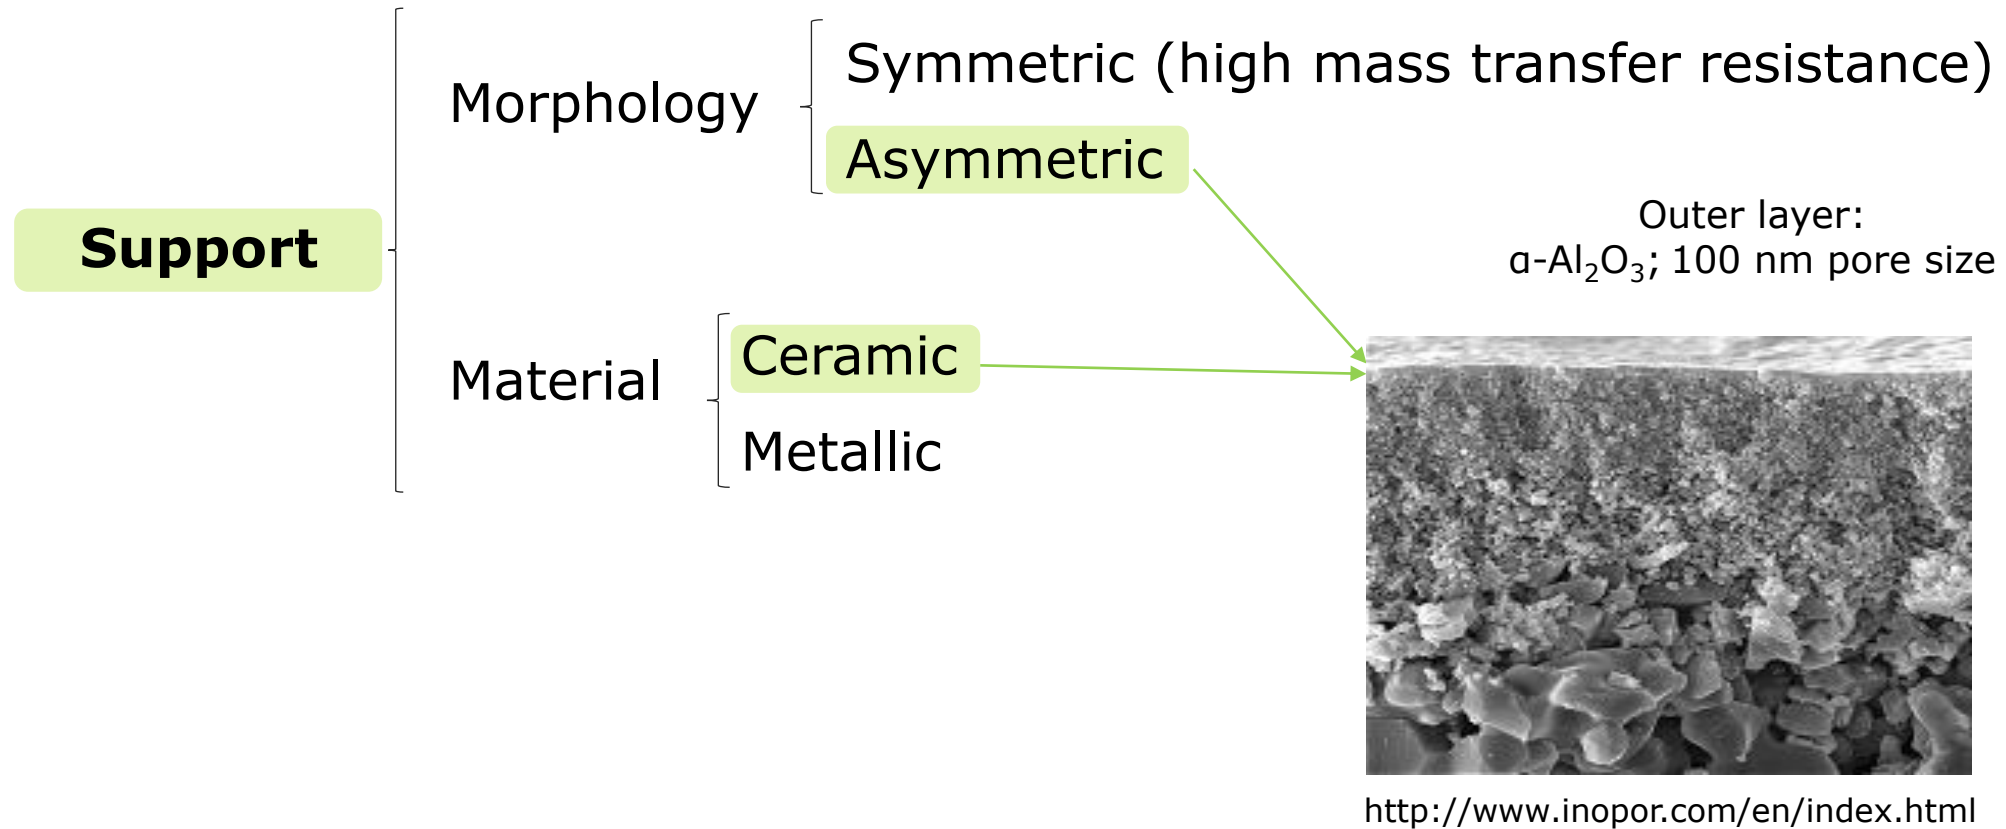 Support
Morphology
Symmetric (high mass transfer resistance)
Asymmetric
Material
Ceramic
Metallic
Outer layer:
ɑ-Al₂O₃; 100 nm pore size
http://www.inopor.com/en/index.html